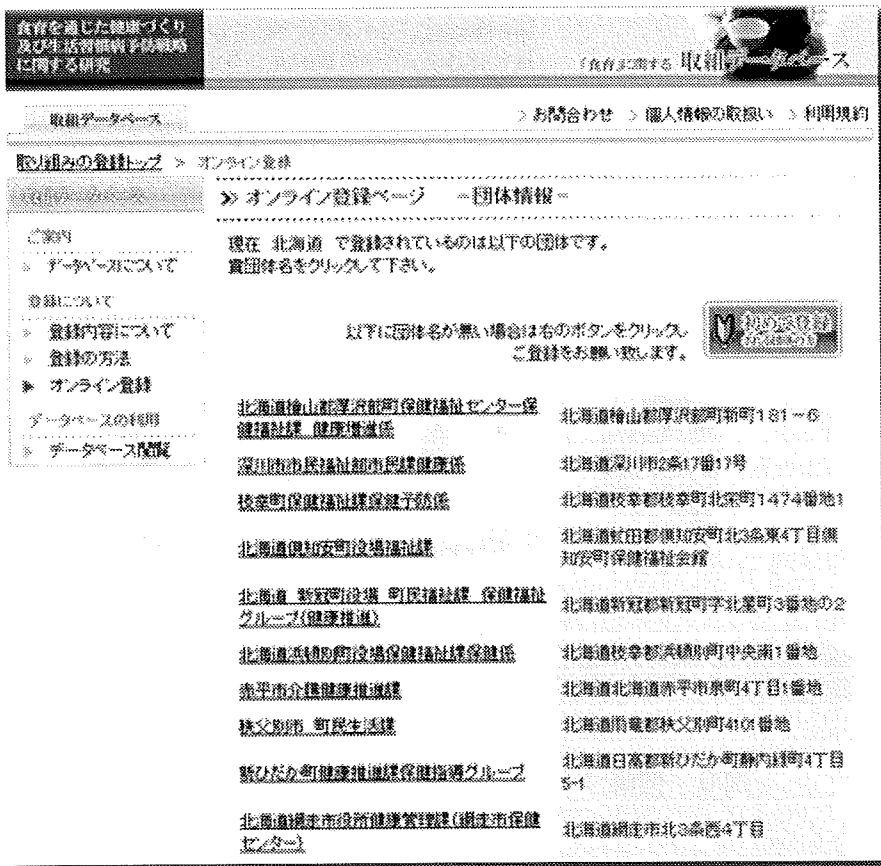 食育を通じた健康づくり
及び生活習慣病予防戦略
に関する研究
「食育」に関する 取組データベース
取組データベース
> お問合わせ > 個人情報の取扱い > 利用規約
取り組みの登録トップ > オンライン登録
≫ オンライン登録ページ －団体情報－
ご案内
» データベースについて
登録について
» 登録内容について
» 登録の方法
▶ オンライン登録
データベースの利用
» データベース閲覧
現在 北海道 で登録されているのは以下の団体です。
貴団体名をクリックして下さい。
以下に団体名が無い場合は右のボタンをクリックし
ご登録をお願い致します。
北海道檜山郡厚沢部町保健福祉センター保
健福祉課 健康増進係
北海道檜山郡厚沢部町新町181－6
深川市市民福祉部市民課健康係
北海道深川市2条17番17号
枝幸町保健福祉課保健予防係
北海道枝幸郡枝幸町北栄町1474番地1
北海道倶知安町役場福祉課
北海道虻田郡倶知安町北3条東4丁目倶
知安町保健福祉会館
北海道 新冠町役場 町民福祉課 保健福祉
グループ(健康推進)
北海道新冠郡新冠町字北星町3番地の2
北海道浜頓別町役場保健福祉課保健係
北海道枝幸郡浜頓別町中央南1番地
赤平市介護健康推進課
北海道北海道赤平市泉町4丁目1番地
秩父別市 町民生活課
北海道雨竜郡秩父別町4101番地
新ひだか町健康推進課保健指導グループ
北海道日高郡新ひだか町静内緑町4丁目
5-1
北海道網走市役所健康管理課(網走市保健
センター)
北海道網走市北3条西4丁目